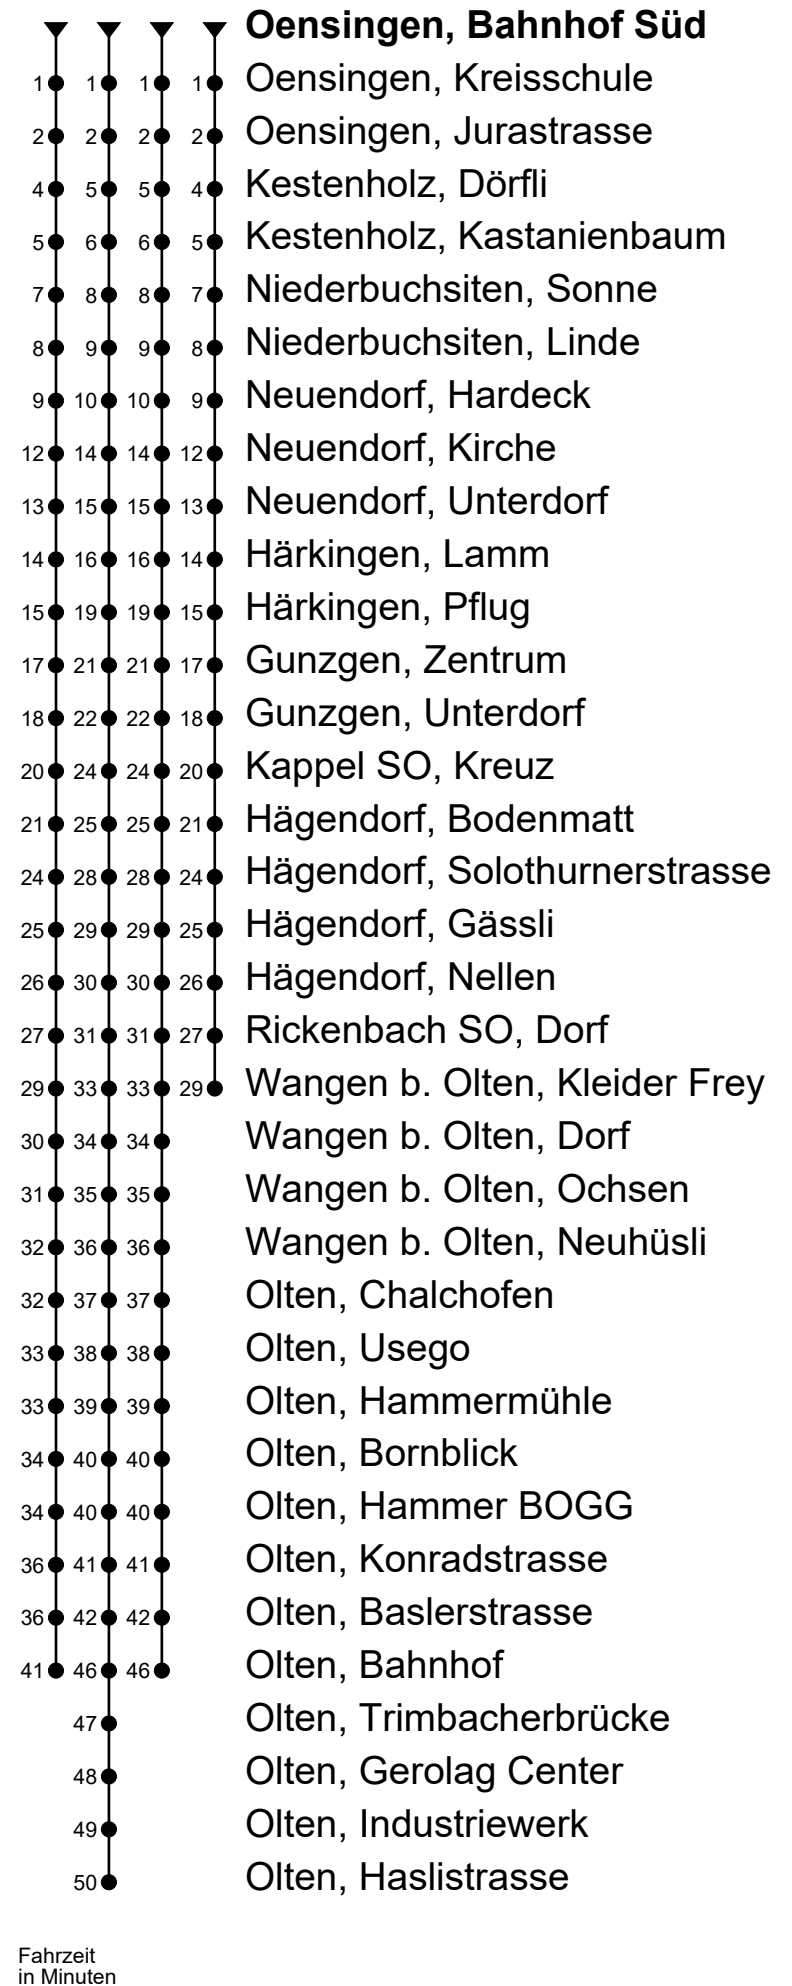 Oensingen, Bahnhof Süd
1 1 1 1 Oensingen, Kreisschule
2 2 2 2 Oensingen, Jurastrasse
4 5 5 4 Kestenholz, Dörfli
5 6 6 5 Kestenholz, Kastanienbaum
7 8 8 7 Niederbuchsiten, Sonne
8 9 9 8 Niederbuchsiten, Linde
9 10 10 9 Neuendorf, Hardeck
12 14 14 12 Neuendorf, Kirche
13 15 15 13 Neuendorf, Unterdorf
14 16 16 14 Härkingen, Lamm
15 19 19 15 Härkingen, Pflug
17 21 21 17 Gunzgen, Zentrum
18 22 22 18 Gunzgen, Unterdorf
20 24 24 20 Kappel SO, Kreuz
21 25 25 21 Hägendorf, Bodenmatt
24 28 28 24 Hägendorf, Solothurnerstrasse
25 29 29 25 Hägendorf, Gässli
26 30 30 26 Hägendorf, Nellen
27 31 31 27 Rickenbach SO, Dorf
29 33 33 29 Wangen b. Olten, Kleider Frey
30 34 34 Wangen b. Olten, Dorf
31 35 35 Wangen b. Olten, Ochsen
32 36 36 Wangen b. Olten, Neuhüsli
32 37 37 Olten, Chalchofen
33 38 38 Olten, Usego
33 39 39 Olten, Hammermühle
34 40 40 Olten, Bornblick
34 40 40 Olten, Hammer BOGG
36 41 41 Olten, Konradstrasse
36 42 42 Olten, Baslerstrasse
41 46 46 Olten, Bahnhof
47 Olten, Trimbacherbrücke
48 Olten, Gerolag Center
49 Olten, Industriewerk
50 Olten, Haslistrasse
Fahrzeit
in Minuten